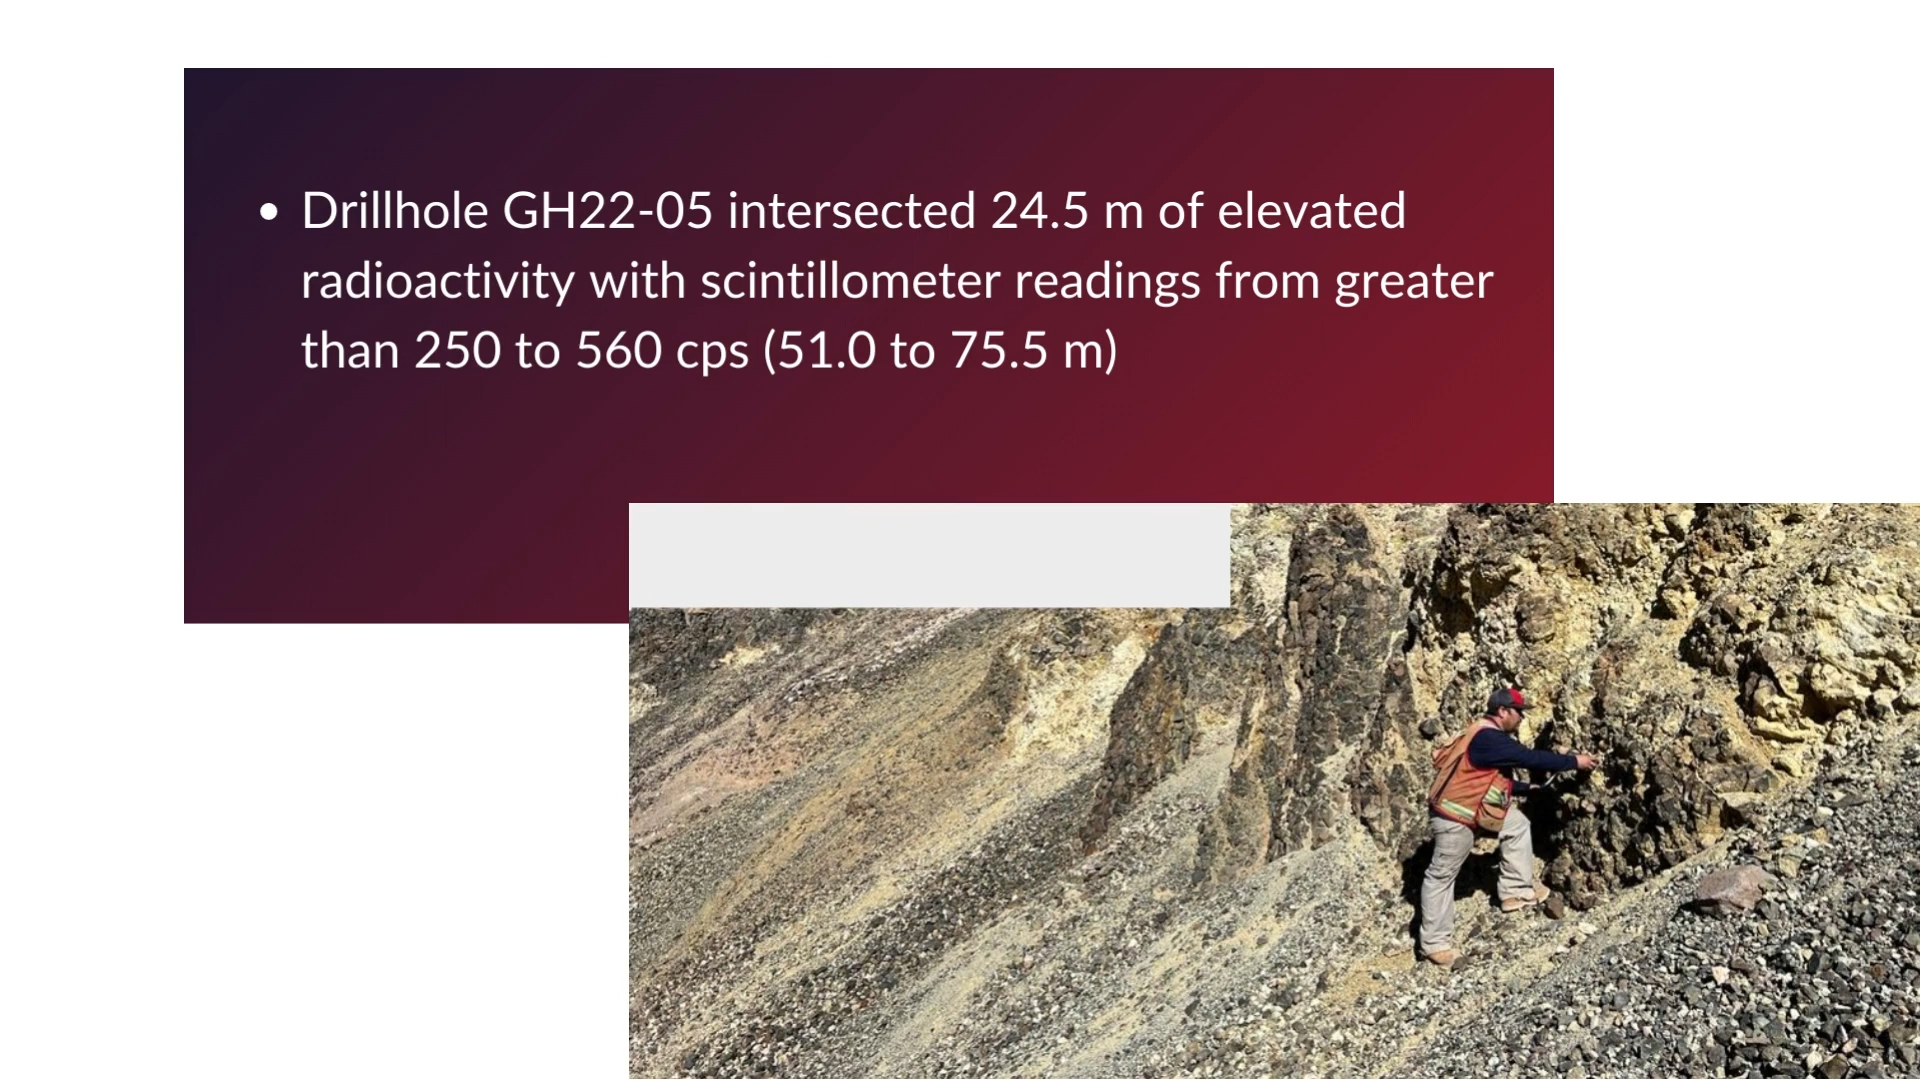 • Drillhole GH22-05 intersected 24.5 m of elevated
radioactivity with scintillometer readings from greater
than 250 to 560 cps (51.0 to 75.5 m)